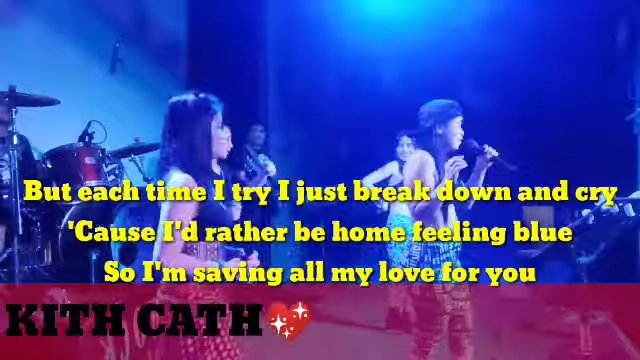 But each time I try I just break down and cry
'Cause I'd rather be home feeling blue
So I'm saving all my love for you
KITH CATH💖